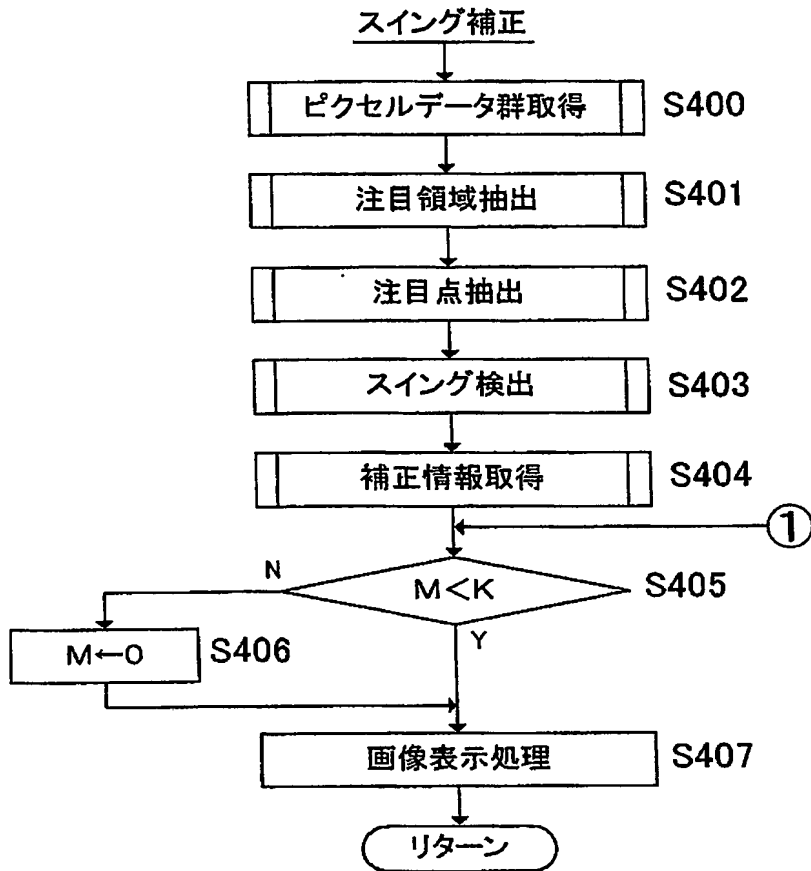 スイング補正
ピクセルデータ群取得 S400
注目領域抽出 S401
注目点抽出 S402
スイング検出 S403
補正情報取得 S404
①
N M<K S405
M←0 S406 Y
画像表示処理 S407
リターン